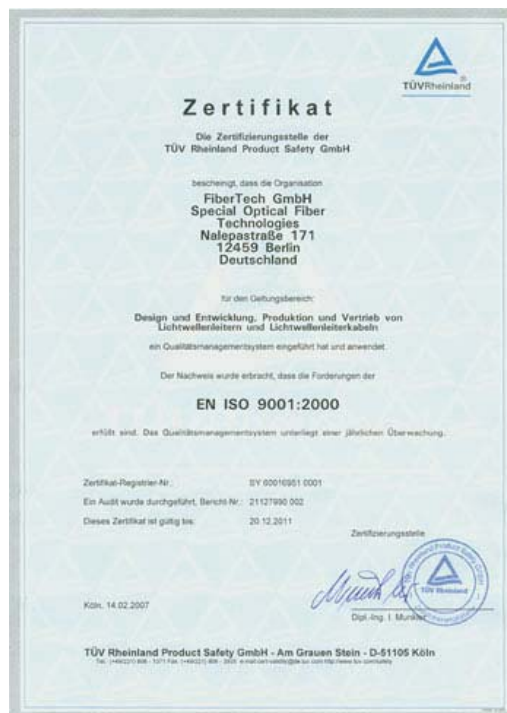 TÜVRheinland
Zertifikat
Die Zertifizierungsstelle der
TÜV Rheinland Product Safety GmbH
bescheinigt, dass die Organisation
FiberTech GmbH
Special Optical Fiber
Technologies
Nalepastraße 171
12459 Berlin
Deutschland
für den Geltungsbereich:
Design und Entwicklung, Produktion und Vertrieb von
Lichtwellenleitern und Lichtwellenleiterkabeln
ein Qualitätsmanagementsystem eingeführt hat und anwendet.
Der Nachweis wurde erbracht, dass die Forderungen der
EN ISO 9001:2000
erfüllt sind. Das Qualitätsmanagementsystem unterliegt einer jährlichen Überwachung.
Zertifikat-Registrier-Nr.: SY 60016951 0001
Ein Audit wurde durchgeführt, Bericht-Nr.: 21127990 002
Dieses Zertifikat ist gültig bis: 20.12.2011
Zertifizierungsstelle
TÜV Rheinland
Köln, 14.02.2007
Dipl.-Ing. I. Munkler
TÜV Rheinland Product Safety GmbH - Am Grauen Stein - D-51105 Köln